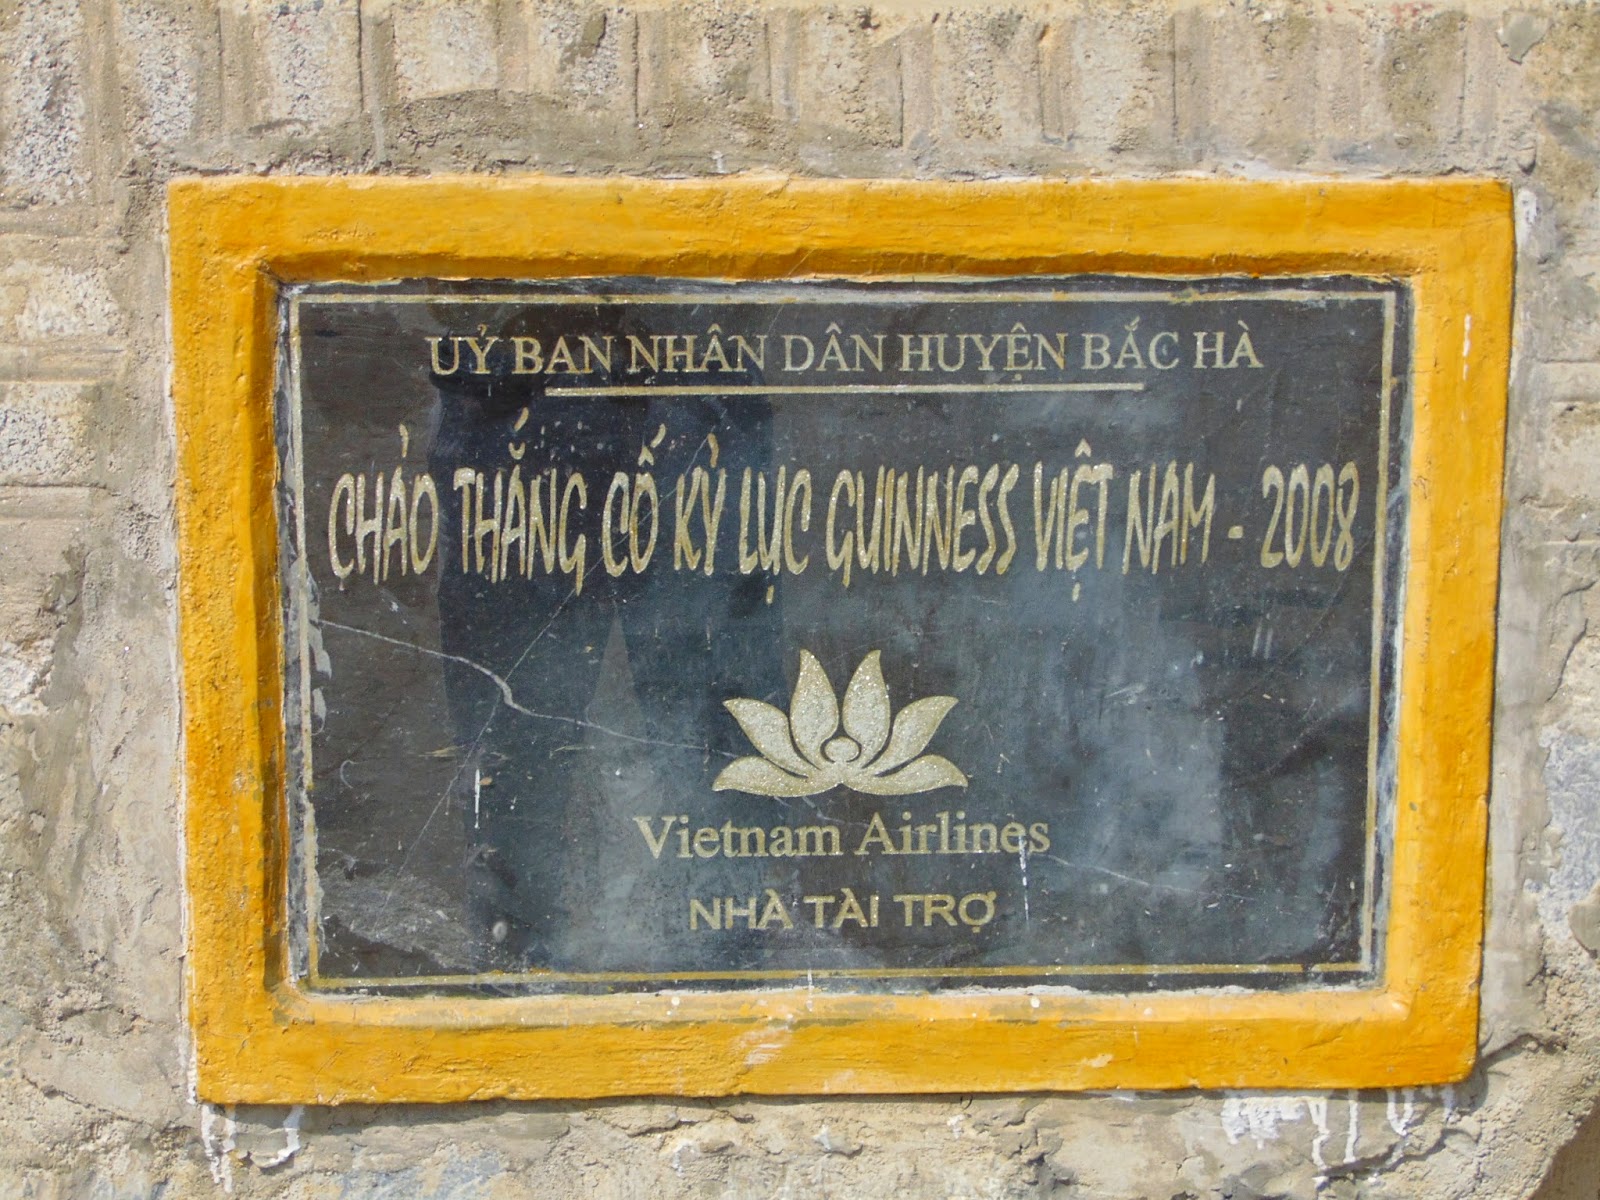 UỶ BAN NHÂN DÂN HUYỆN BẮC HÀ
CHẢO THẮNG CỐ KỶ LỤC GUINNESS VIỆT NAM - 2008
Vietnam Airlines
NHÀ TÀI TRỢ